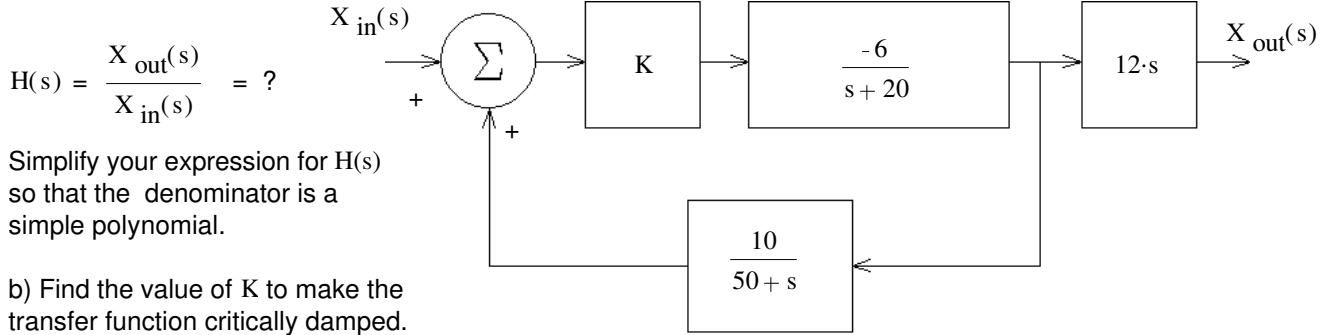 X in(s)
X out(s)
H(s) = X out(s) / X in(s) = ?
+
Σ
K
-6 / s + 20
12·s
+
Simplify your expression for H(s)
so that the denominator is a
simple polynomial.
10 / 50 + s
b) Find the value of K to make the
transfer function critically damped.